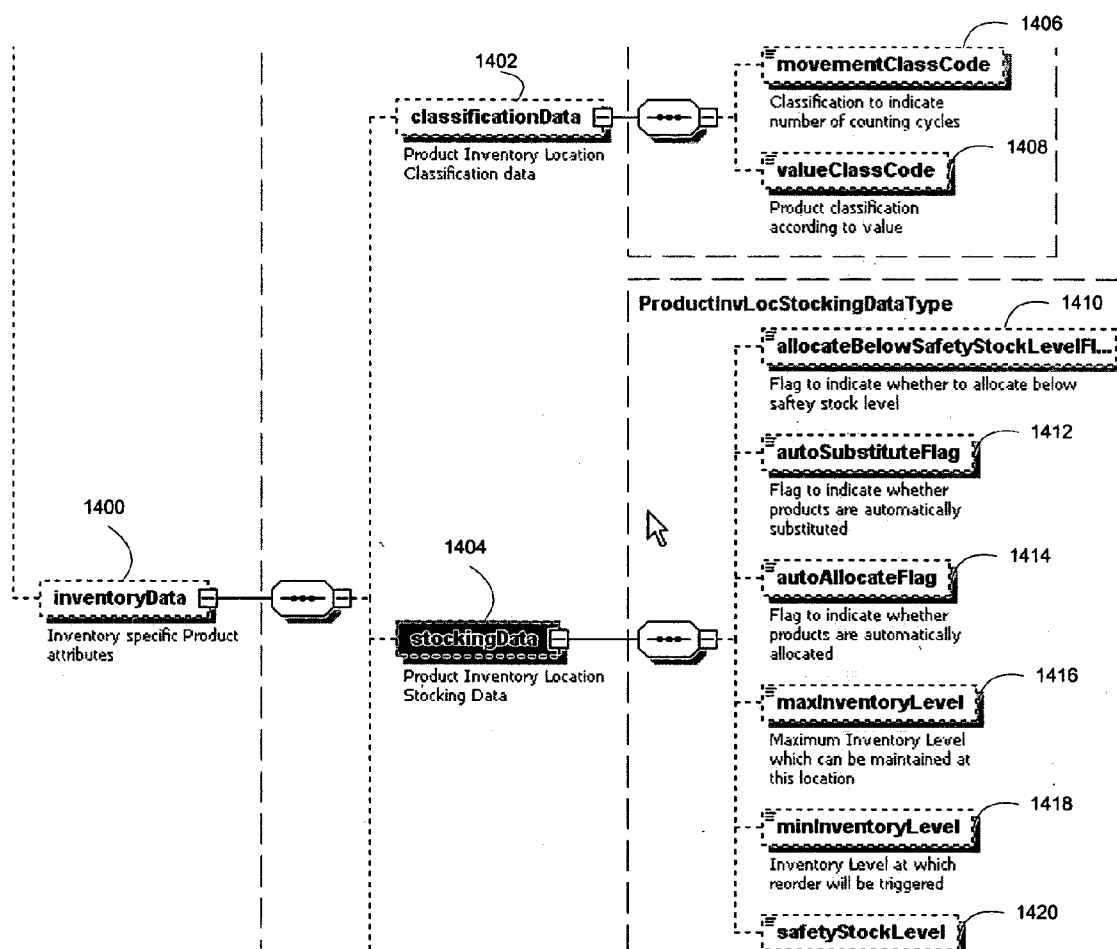 1406
movementClassCode
Classification to indicate
number of counting cycles
1402
classificationData
Product Inventory Location
Classification data
1408
valueClassCode
Product classification
according to value
ProductInvLocStockingDataType
1410
allocateBelowSafetyStockLevelFl...
Flag to indicate whether to allocate below
saftey stock level
1412
autoSubstituteFlag
Flag to indicate whether
products are automatically
substituted
1400
inventoryData
Inventory specific Product
attributes
1404
stockingData
Product Inventory Location
Stocking Data
1414
autoAllocateFlag
Flag to indicate whether
products are automatically
allocated
1416
maxInventoryLevel
Maximum Inventory Level
which can be maintained at
this location
1418
minInventoryLevel
Inventory Level at which
reorder will be triggered
1420
safetyStockLevel